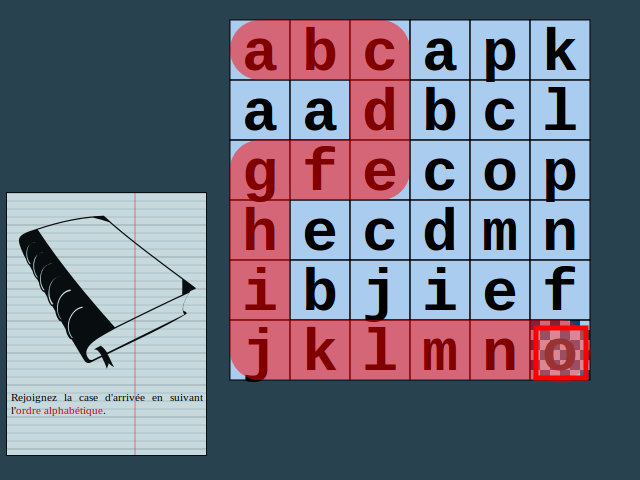 a b c a p k
a a d b c l
g f e c o p
h e c d m n
i b j i e f
j k l m n o
Rejoignez la case d'arrivée en suivant
l'ordre alphabétique.